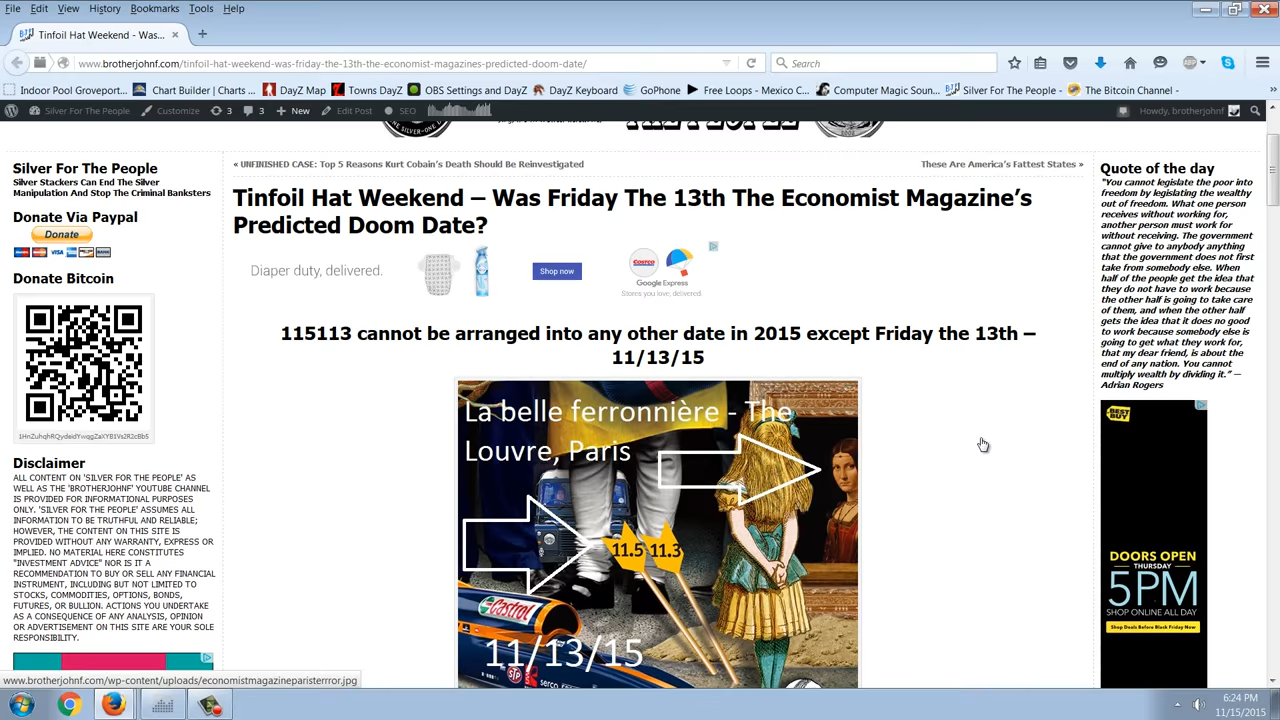 File Edit View History Bookmarks Tools Help
Tinfoil Hat Weekend - Was...
www.brotherjohnf.com/tinfoil-hat-weekend-was-friday-the-13th-the-economist-magazines-predicted-doom-date/
Search
Indoor Pool Groveport... Chart Builder | Charts ... DayZ Map Towns DayZ OBS Settings and DayZ DayZ Keyboard GoPhone Free Loops - Mexico C... Computer Magic Soun... Silver For The People - ... The Bitcoin Channel - ...
Silver For The People Customize 3 3 + New Edit Post SEO Howdy, brotherjohnf
« UNFINISHED CASE: Top 5 Reasons Kurt Cobain's Death Should Be Reinvestigated
These Are America's Fattest States »
Silver For The People
Silver Stackers Can End The Silver
Manipulation And Stop The Criminal Banksters
Donate Via Paypal
Donate
VISA
Donate Bitcoin
Disclaimer
ALL CONTENT ON 'SILVER FOR THE PEOPLE' AS
WELL AS THE 'BROTHERJOHNF' YOUTUBE CHANNEL
IS PROVIDED FOR INFORMATIONAL PURPOSES
ONLY. 'SILVER FOR THE PEOPLE' ASSUMES ALL
INFORMATION TO BE TRUTHFUL AND RELIABLE;
HOWEVER, THE CONTENT ON THIS SITE IS
PROVIDED WITHOUT ANY WARRANTY, EXPRESS OR
IMPLIED. NO MATERIAL HERE CONSTITUTES
"INVESTMENT ADVICE" NOR IS IT A
RECOMMENDATION TO BUY OR SELL ANY FINANCIAL
INSTRUMENT, INCLUDING BUT NOT LIMITED TO
STOCKS, COMMODITIES, OPTIONS, BONDS,
FUTURES, OR BULLION. ACTIONS YOU UNDERTAKE
AS A CONSEQUENCE OF ANY ANALYSIS, OPINION
OR ADVERTISEMENT ON THIS SITE ARE YOUR SOLE
RESPONSIBILITY.
Tinfoil Hat Weekend – Was Friday The 13th The Economist Magazine's
Predicted Doom Date?
Diaper duty, delivered.
Shop now
Costco
Google Express
Stores you love, delivered.
115113 cannot be arranged into any other date in 2015 except Friday the 13th –
11/13/15
La belle ferronnière - The
Louvre, Paris
11.5 11.3
Castrol
11/13/15
STP
serco
Quote of the day
"You cannot legislate the poor into
freedom by legislating the wealthy
out of freedom. What one person
receives without working for,
another person must work for
without receiving. The government
cannot give to anybody anything
that the government does not first
take from somebody else. When
half of the people get the idea that
they do not have to work because
the other half is going to take care
of them, and when the other half
gets the idea that it does no good
to work because somebody else is
going to get what they work for,
that my dear friend, is about the
end of any nation. You cannot
multiply wealth by dividing it." —
Adrian Rogers
BEST BUY
DOORS OPEN
THURSDAY
5PM
SHOP ONLINE ALL DAY
Shop Deals Before Black Friday Now
www.brotherjohnf.com/wp-content/uploads/economistmagazineparisterrror.jpg
6:24 PM
11/15/2015